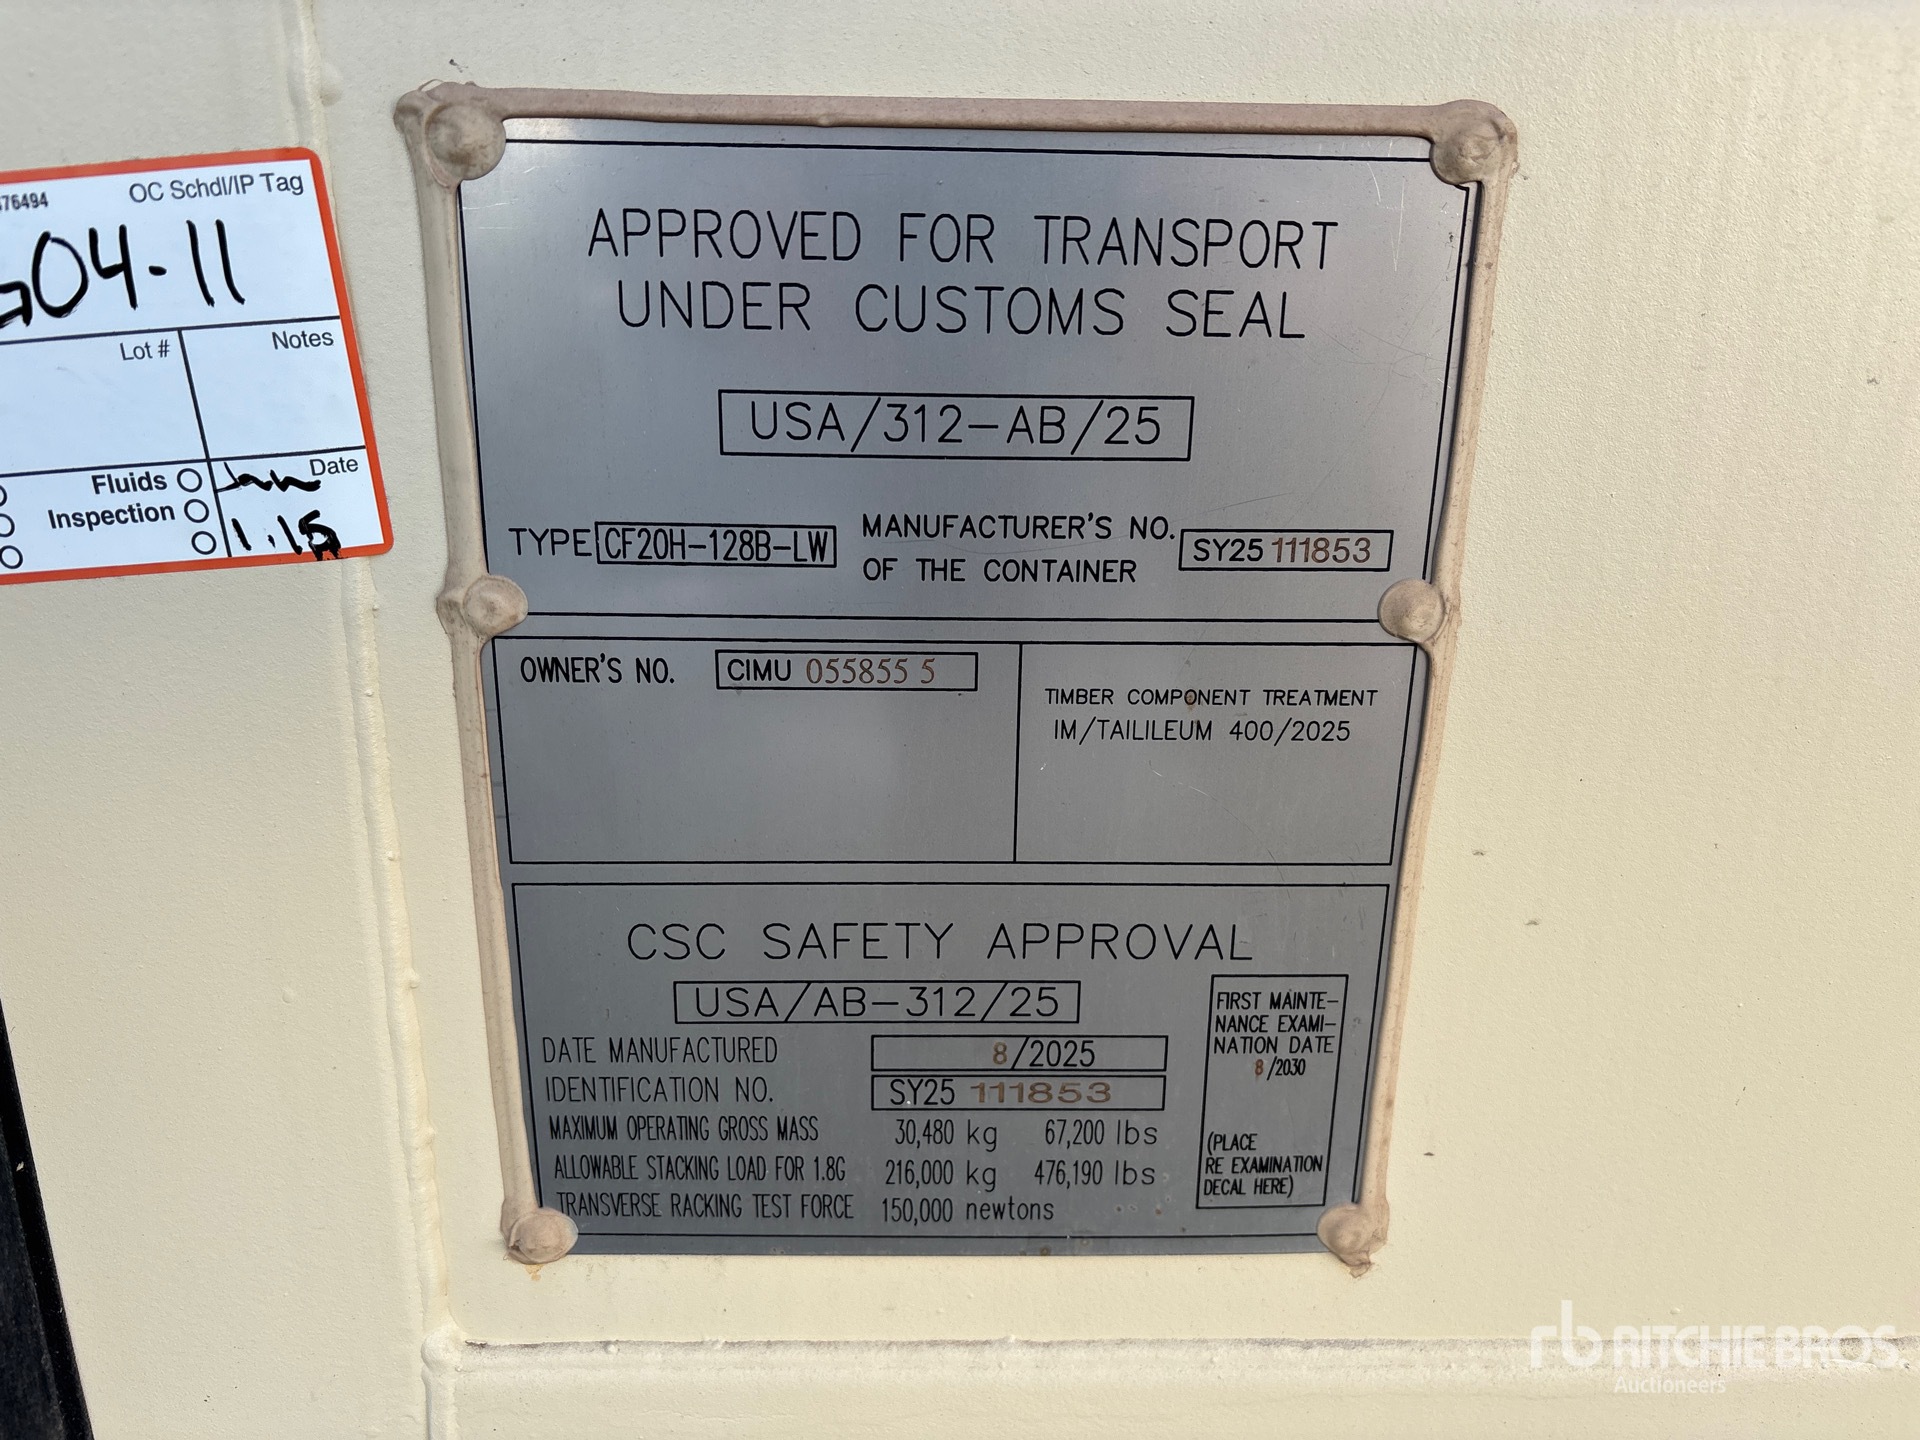 76494 OC Schdl/IP Tag
G04-11
Lot #
Notes
Date
Jan
1.15
Fluids
Inspection
APPROVED FOR TRANSPORT
UNDER CUSTOMS SEAL
USA/312-AB/25
TYPE CF20H-128B-LW
MANUFACTURER'S NO.
OF THE CONTAINER
SY25 111853
OWNER'S NO. CIMU 055855 5
TIMBER COMPONENT TREATMENT
IM/TAILILEUM 400/2025
CSC SAFETY APPROVAL
USA/AB-312/25
DATE MANUFACTURED 8/2025
IDENTIFICATION NO. SY25 111853
MAXIMUM OPERATING GROSS MASS 30,480 kg 67,200 lbs
ALLOWABLE STACKING LOAD FOR 1.8G 216,000 kg 476,190 lbs
TRANSVERSE RACKING TEST FORCE 150,000 newtons
FIRST MAINTE-
NANCE EXAMI-
NATION DATE
8/2030
(PLACE
RE EXAMINATION
DECAL HERE)
rb RITCHIE BROS.
Auctioneers